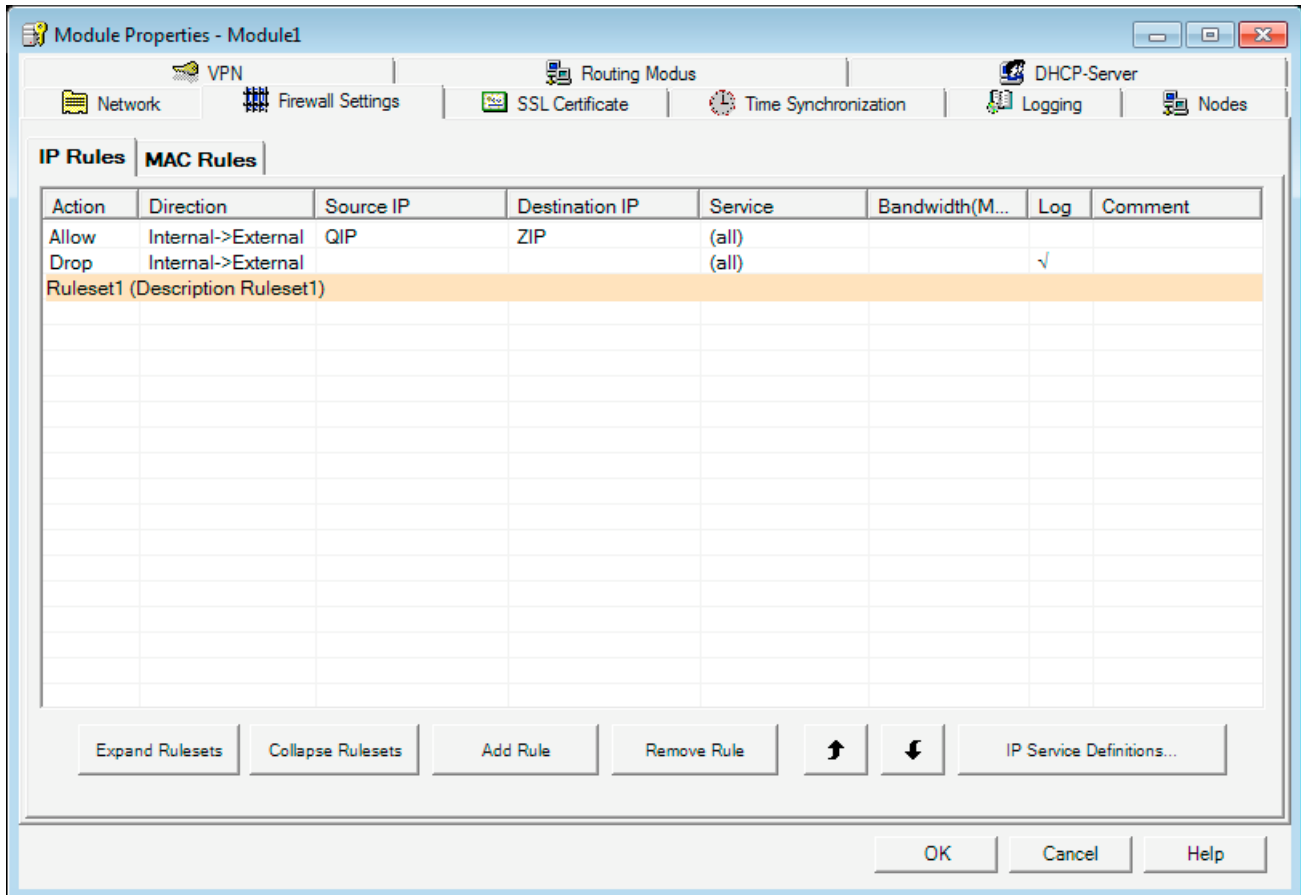 Module Properties - Module1
VPN Routing Modus DHCP-Server
Network Firewall Settings SSL Certificate Time Synchronization Logging Nodes
IP Rules MAC Rules
Action Direction Source IP Destination IP Service Bandwidth(M... Log Comment
Allow Internal->External QIP ZIP (all)
Drop Internal->External (all) √
Ruleset1 (Description Ruleset1)
Expand Rulesets Collapse Rulesets Add Rule Remove Rule IP Service Definitions...
OK Cancel Help